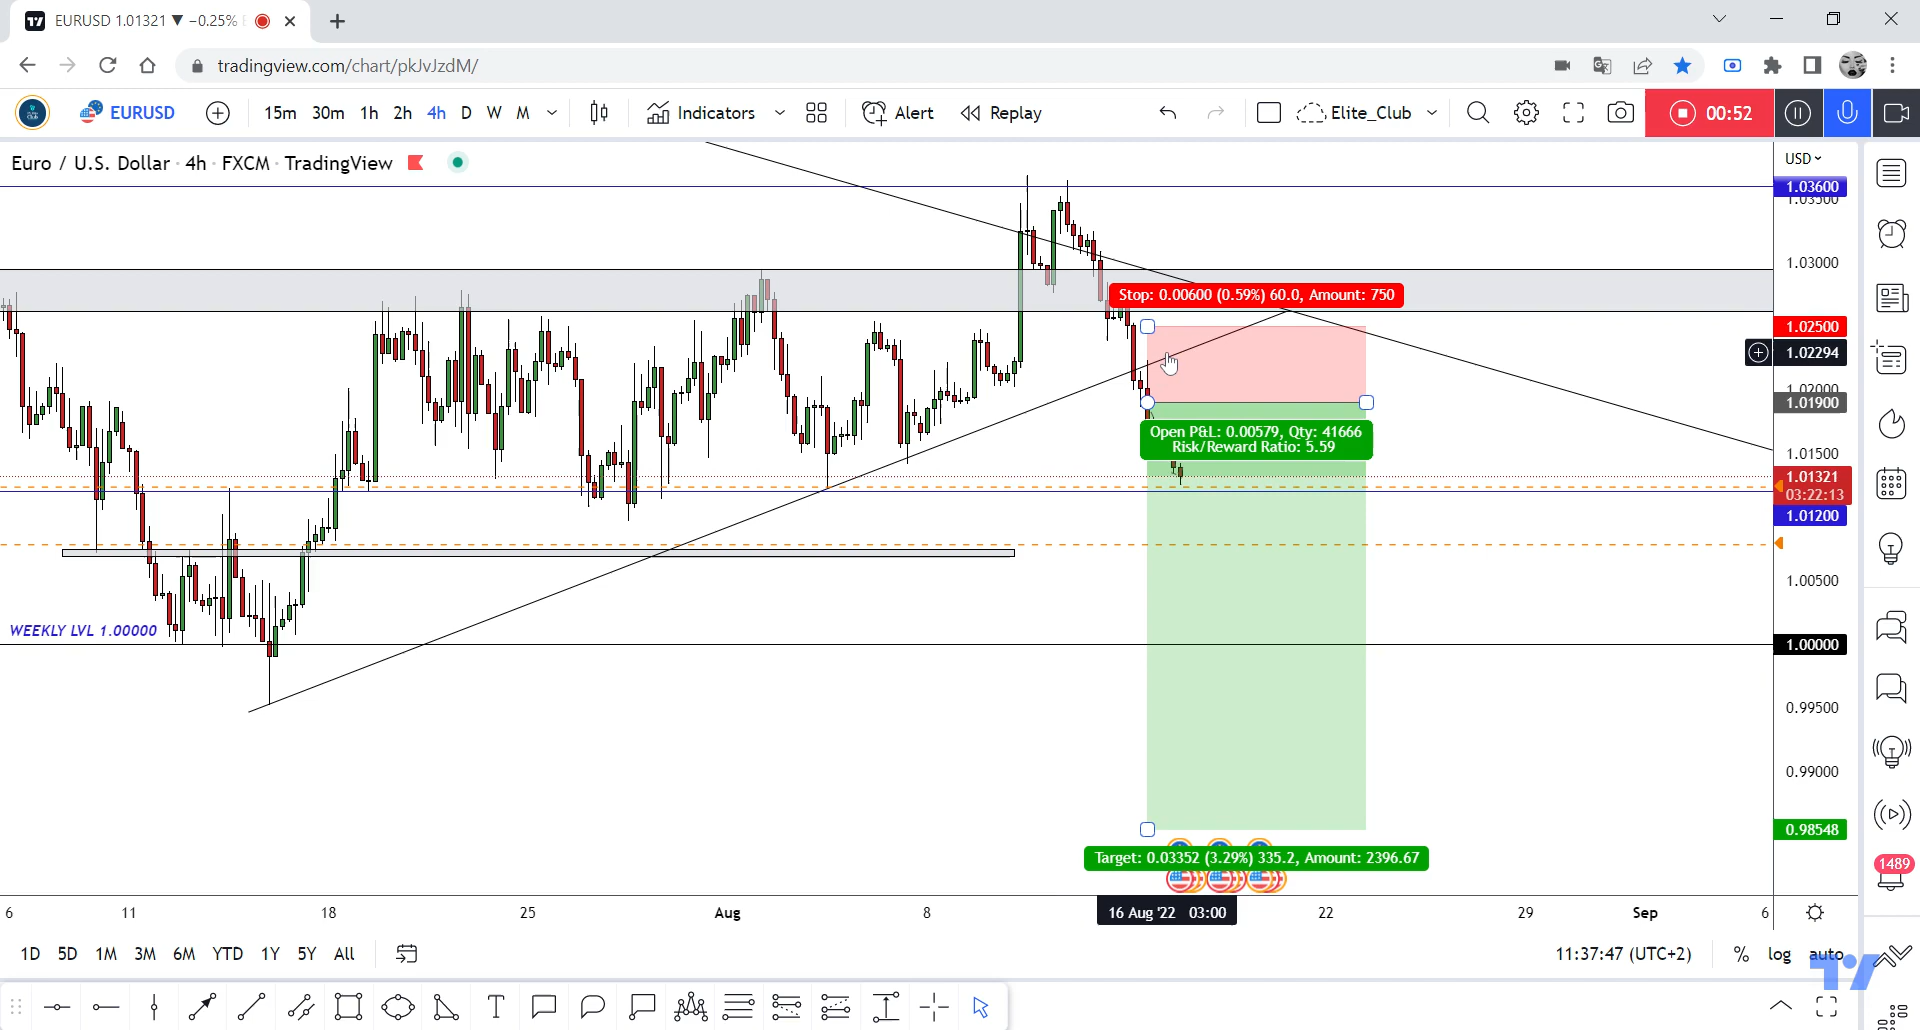 EURUSD 1.01321 ▼ −0.25%
tradingview.com/chart/pkJvJzdM/
EURUSD 15m 30m 1h 2h 4h D W M Indicators Alert Replay Elite_Club 00:52
Euro / U.S. Dollar · 4h · FXCM · TradingView
USD
1.03600
1.03500
1.03000
Stop: 0.00600 (0.59%) 60.0, Amount: 750
1.02500
1.02294
1.02000
1.01900
Open P&L: 0.00579, Qty: 41666
Risk/Reward Ratio: 5.59
1.01500
1.01321
03:22:13
1.01200
1.00500
WEEKLY LVL 1.00000
1.00000
0.99500
0.99000
0.98548
Target: 0.03352 (3.29%) 335.2, Amount: 2396.67
1489
6 11 18 25 Aug 8 16 Aug '22 03:00 22 29 Sep 6
1D 5D 1M 3M 6M YTD 1Y 5Y All 11:37:47 (UTC+2) % log auto